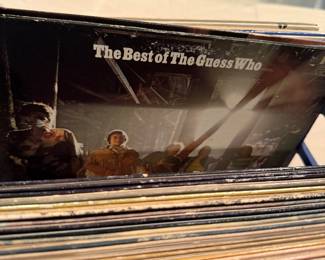 The Best of The Guess Who